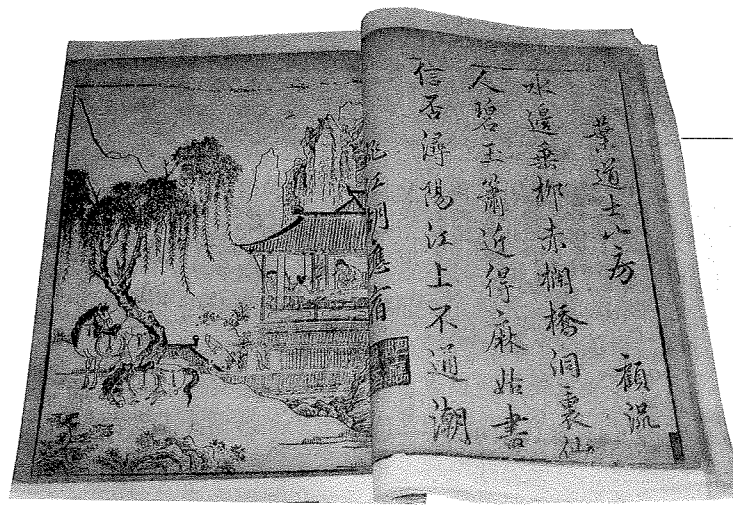 葉道士山房
顧況
水邊垂柳赤欄橋洞裏仙
人碧玉簫近得麻姑書
信否潯陽江上不通潮